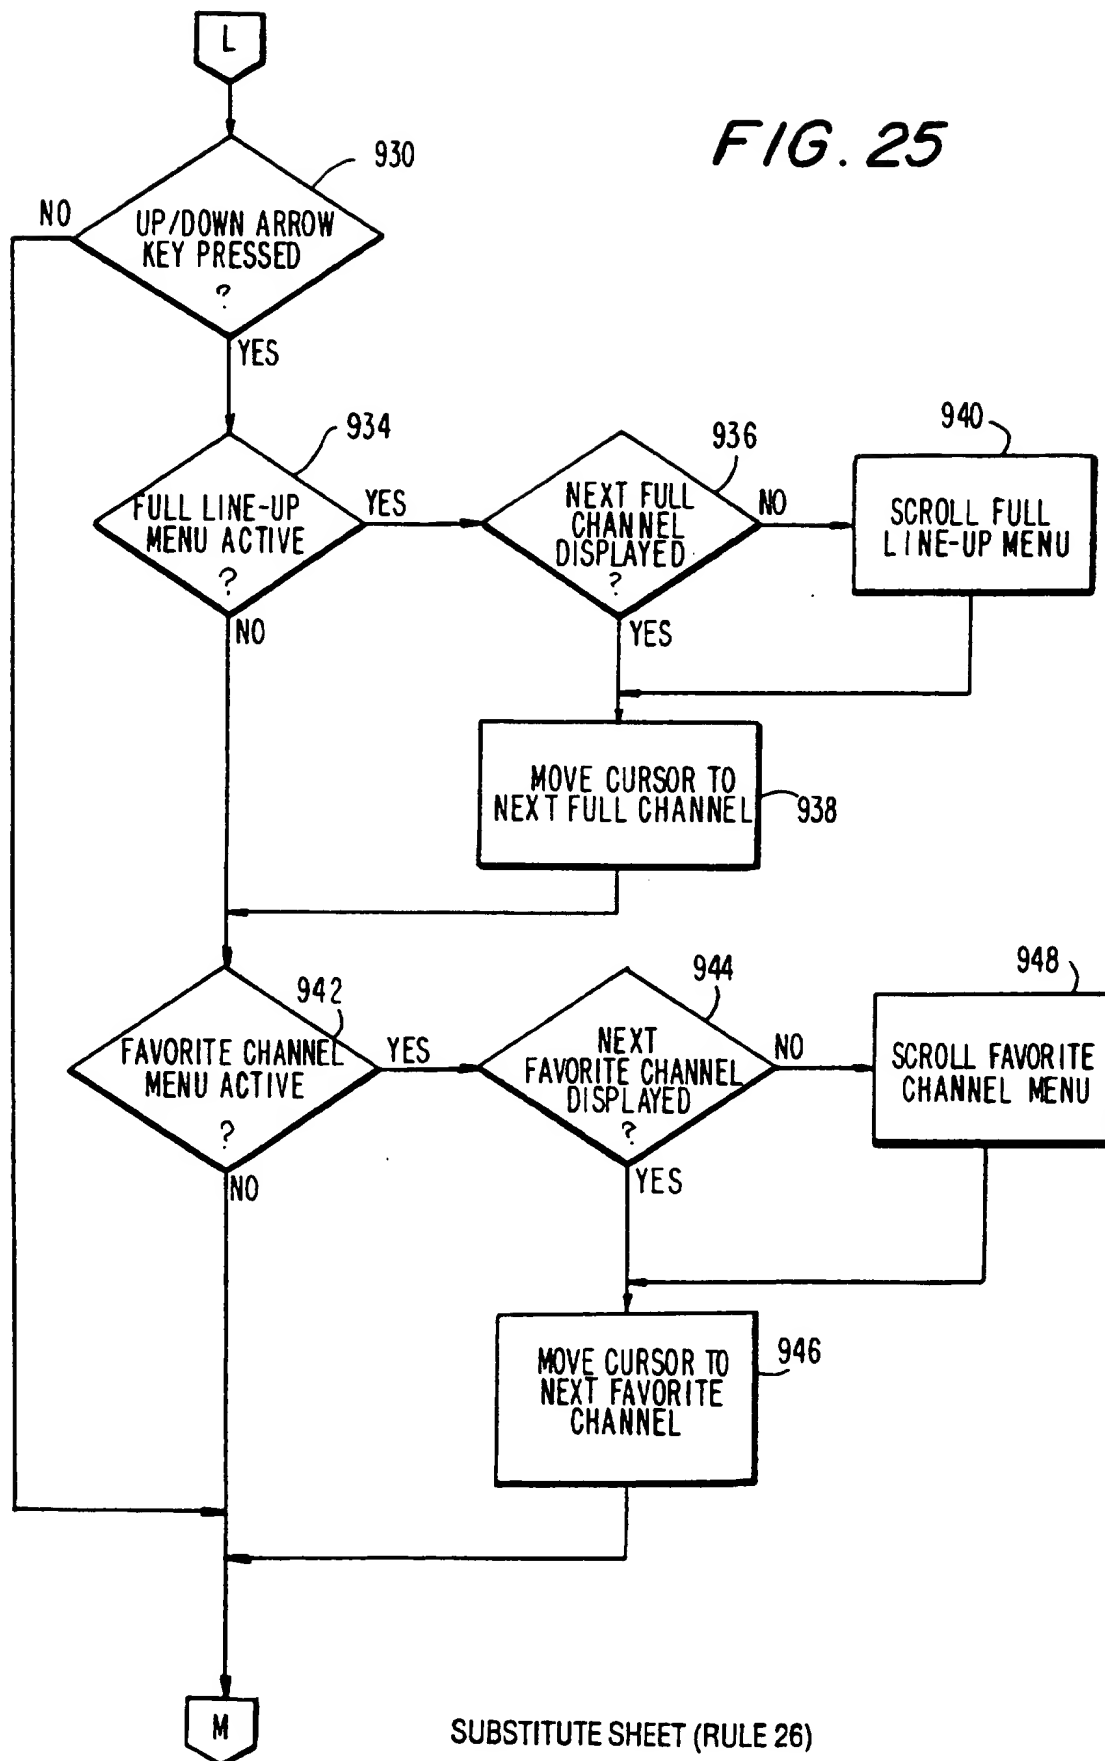 L
FIG. 25
930
NO
UP/DOWN ARROW
KEY PRESSED
?
YES
934
FULL LINE-UP
MENU ACTIVE
?
YES
NO
936
NEXT FULL
CHANNEL
DISPLAYED
?
NO
YES
940
SCROLL FULL
LINE-UP MENU
MOVE CURSOR TO
NEXT FULL CHANNEL
938
942
FAVORITE CHANNEL
MENU ACTIVE
?
YES
NO
944
NEXT
FAVORITE CHANNEL
DISPLAYED
?
NO
YES
948
SCROLL FAVORITE
CHANNEL MENU
MOVE CURSOR TO
NEXT FAVORITE
CHANNEL
946
M
SUBSTITUTE SHEET (RULE 26)